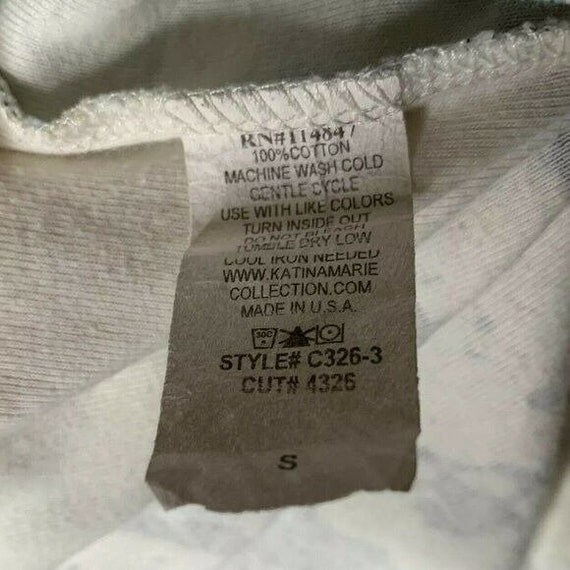 RN#114847
100%COTTON
MACHINE WASH COLD
GENTLE CYCLE
USE WITH LIKE COLORS
TURN INSIDE OUT
DO NOT BLEACH
TUMBLE DRY LOW
COOL IRON NEEDED
WWW.KATINAMARIE
COLLECTION.COM
MADE IN U.S.A.
30C
STYLE# C326-3
CUT# 4326
S